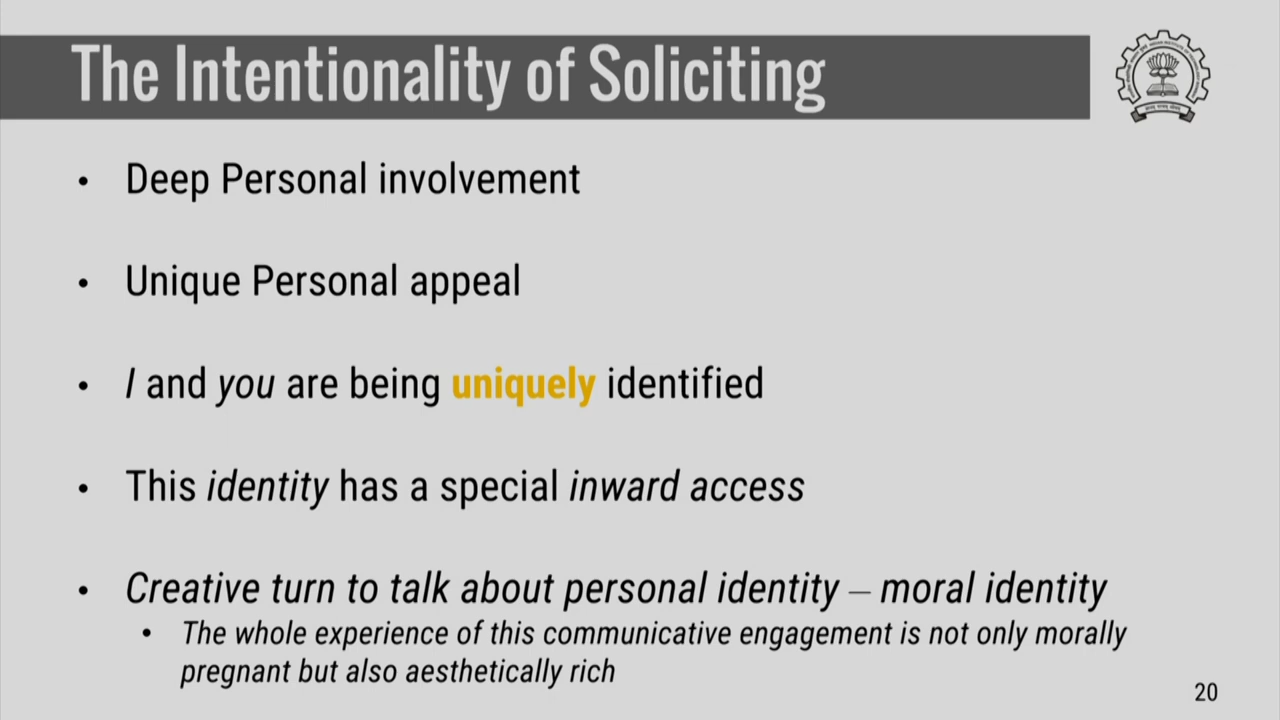 The Intentionality of Soliciting
• Deep Personal involvement
• Unique Personal appeal
• I and you are being uniquely identified
• This identity has a special inward access
• Creative turn to talk about personal identity – moral identity
• The whole experience of this communicative engagement is not only morally
pregnant but also aesthetically rich
20